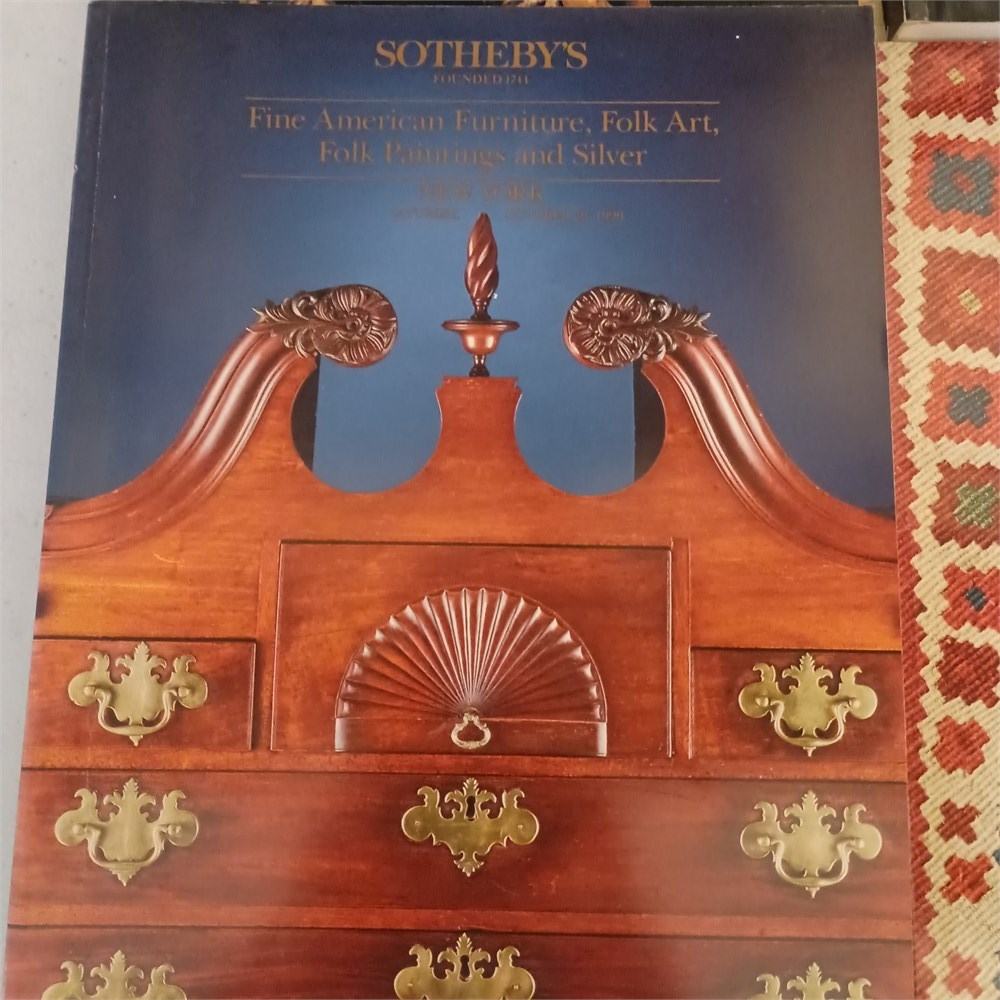 SOTHEBY'S
FOUNDED 1744
Fine American Furniture, Folk Art,
Folk Paintings and Silver
NEW YORK